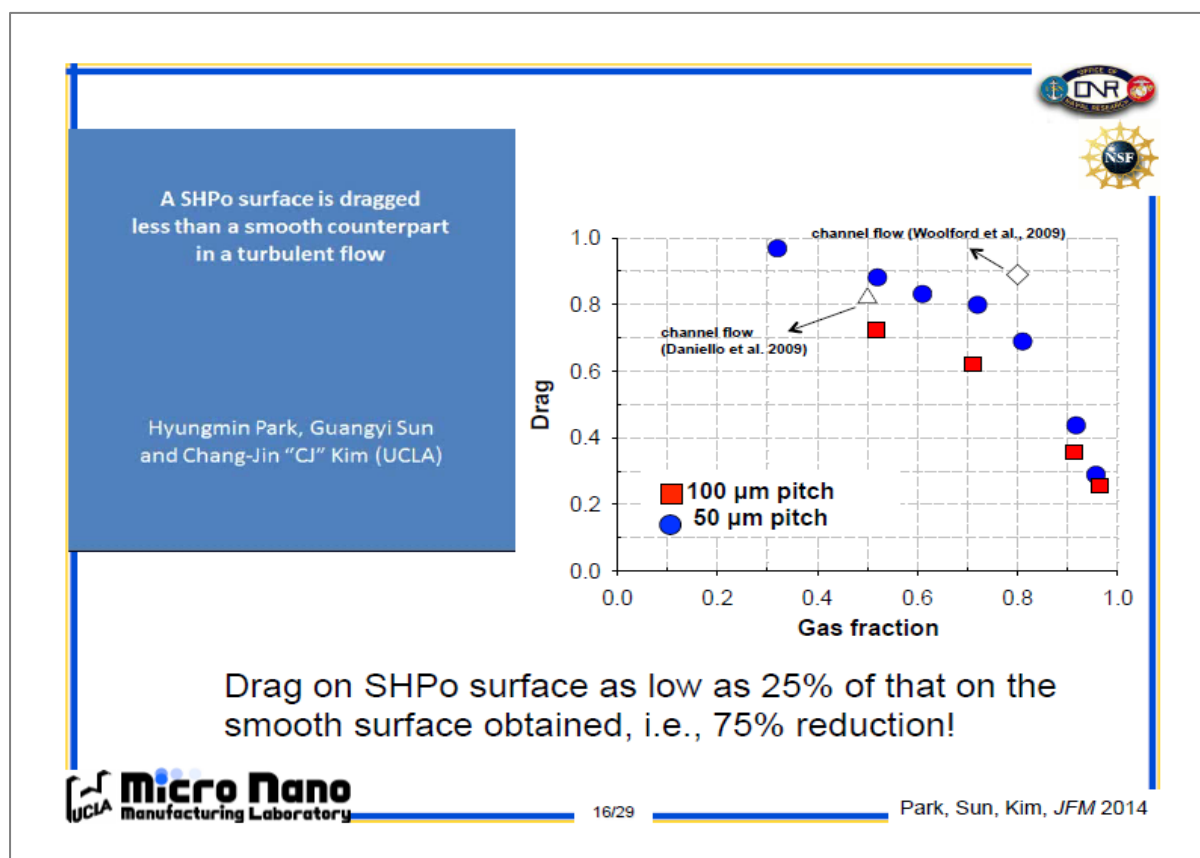 OFFICE OF
ONR
NAVAL RESEARCH
NSF
A SHPo surface is dragged
less than a smooth counterpart
in a turbulent flow
Hyungmin Park, Guangyi Sun
and Chang-Jin “CJ” Kim (UCLA)
channel flow (Woolford et al., 2009)
channel flow
(Daniello et al. 2009)
Drag
1.0
0.8
0.6
0.4
0.2
0.0
100 µm pitch
50 µm pitch
0.0 0.2 0.4 0.6 0.8 1.0
Gas fraction
Drag on SHPo surface as low as 25% of that on the
smooth surface obtained, i.e., 75% reduction!
UCLA
Micro Nano
Manufacturing Laboratory
16/29
Park, Sun, Kim, JFM 2014